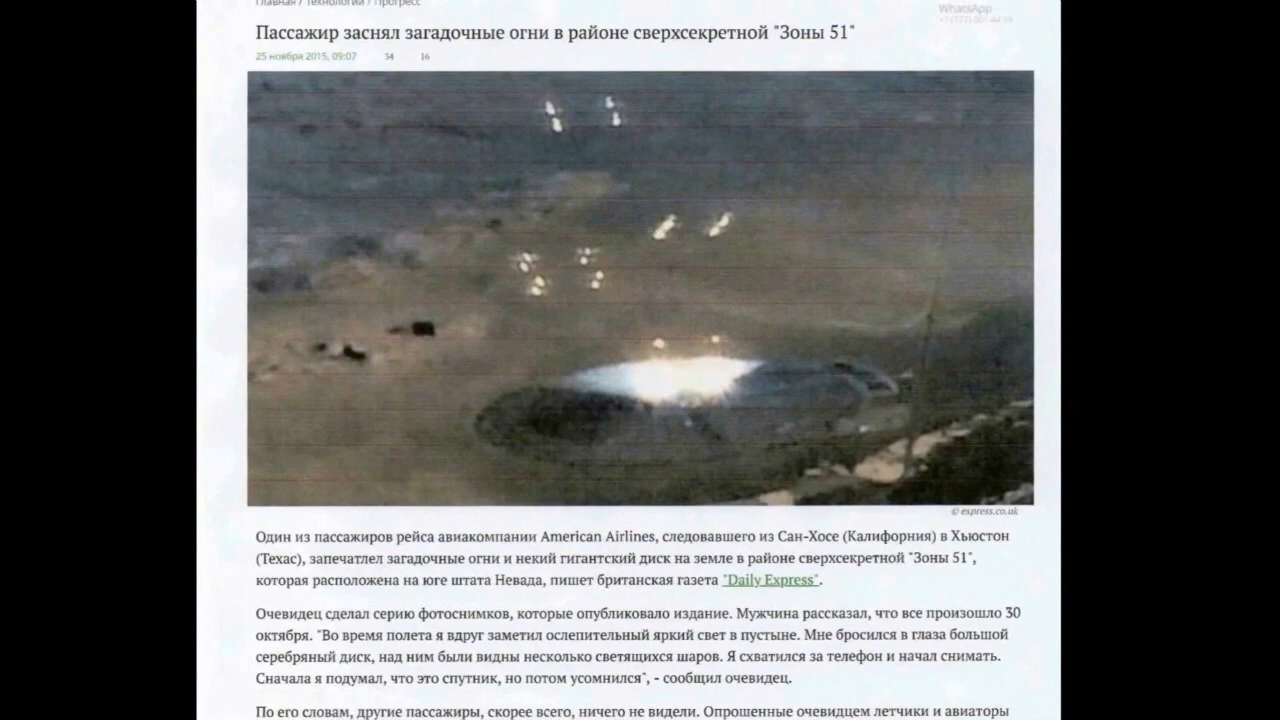 Главная / Технологии / Прогресс
WhatsApp
Пассажир заснял загадочные огни в районе сверхсекретной "Зоны 51"
25 ноября 2015, 09:07 34 16
© express.co.uk
Один из пассажиров рейса авиакомпании American Airlines, следовавшего из Сан-Хосе (Калифорния) в Хьюстон
(Техас), запечатлел загадочные огни и некий гигантский диск на земле в районе сверхсекретной "Зоны 51",
которая расположена на юге штата Невада, пишет британская газета "Daily Express".
Очевидец сделал серию фотоснимков, которые опубликовало издание. Мужчина рассказал, что все произошло 30
октября. "Во время полета я вдруг заметил ослепительный яркий свет в пустыне. Мне бросился в глаза большой
серебряный диск, над ним были видны несколько светящихся шаров. Я схватился за телефон и начал снимать.
Сначала я подумал, что это спутник, но потом усомнился", - сообщил очевидец.
По его словам, другие пассажиры, скорее всего, ничего не видели. Опрошенные очевидцем летчики и авиаторы